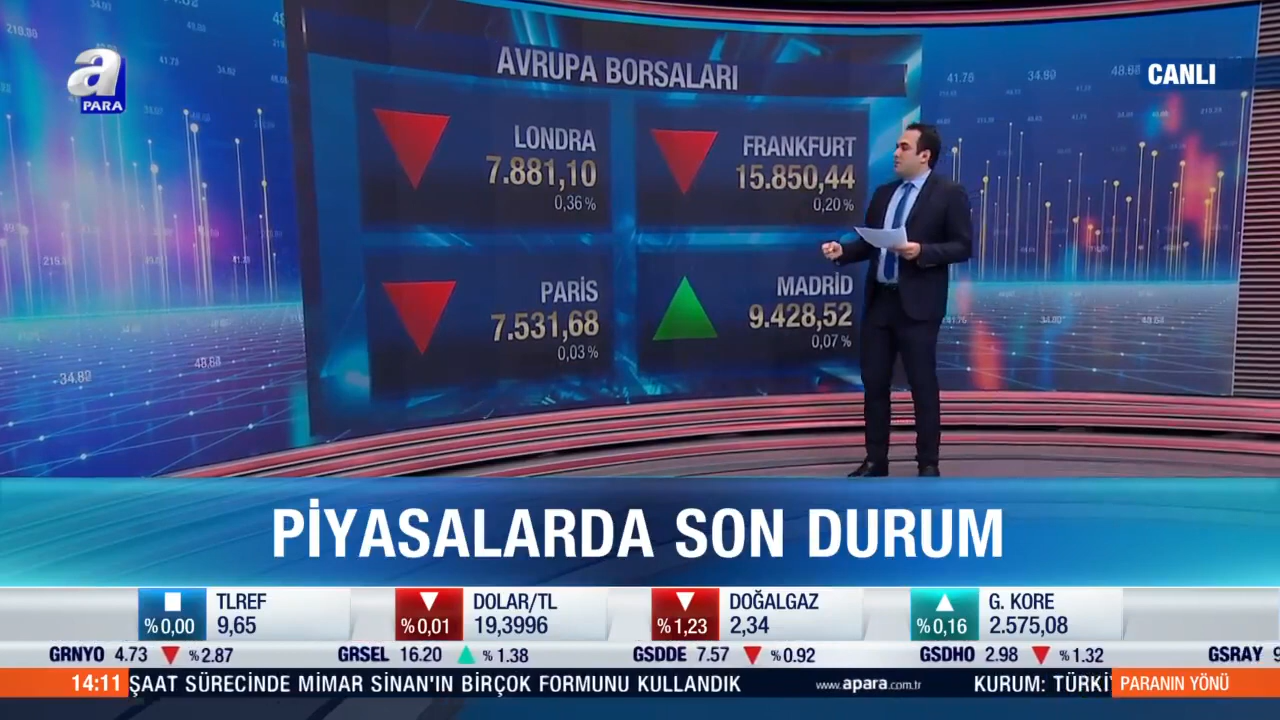 a
PARA
CANLI
AVRUPA BORSALARI
LONDRA
7.881,10
0,36 %
FRANKFURT
15.850,44
0,20 %
PARİS
7.531,68
0,03 %
MADRİD
9.428,52
0,07 %
PİYASALARDA SON DURUM
%0,00 TLREF 9,65
%0,01 DOLAR/TL 19,3996
%1,23 DOĞALGAZ 2,34
%0,16 G. KORE 2.575,08
GRNYO 4.73 %2.87 GRSEL 16.20 % 1.38 GSDDE 7.57 %0.92 GSDHO 2.98 % 1.32 GSRAY
14:11 ŞAAT SÜRECİNDE MİMAR SİNAN'IN BİRÇOK FORMUNU KULLANDIK www.apara.com.tr KURUM: PARANIN YÖNÜ